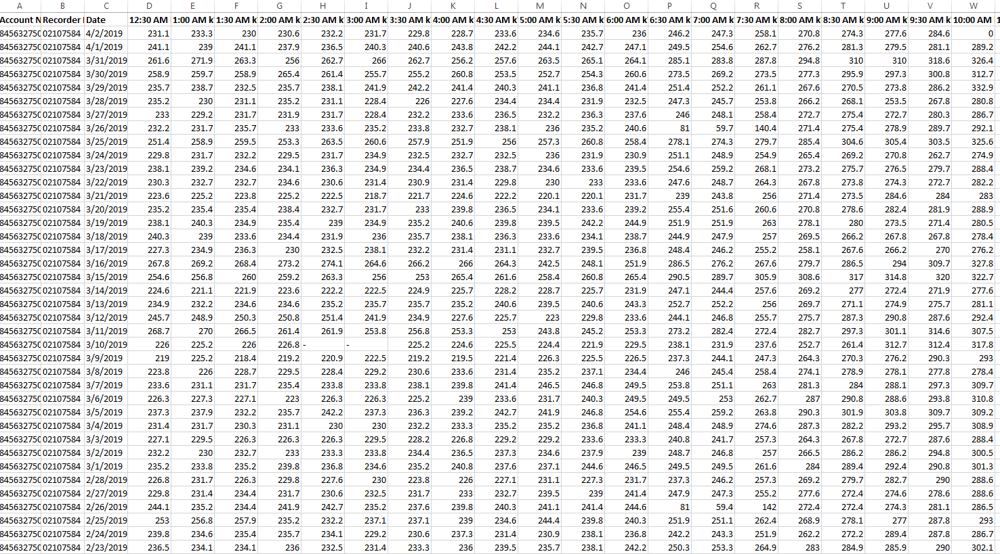 A B C D E F G H I J K L M N O P Q R S T U V W
Account N Recorder I Date 12:30 AM 1:00 AM k 1:30 AM k 2:00 AM k 2:30 AM k 3:00 AM k 3:30 AM k 4:00 AM k 4:30 AM k 5:00 AM k 5:30 AM k 6:00 AM k 6:30 AM k 7:00 AM k 7:30 AM k 8:00 AM k 8:30 AM k 9:00 AM k 9:30 AM k 10:00 AM 1
845632750 02107584 4/2/2019 231.1 233.3 230 230.6 232.2 231.7 229.8 228.7 233.6 234.6 235.7 236 246.2 247.3 258.1 270.8 274.3 277.6 284.6 0
845632750 02107584 4/1/2019 241.1 239 241.1 237.9 236.5 240.3 240.6 243.8 242.2 244.1 242.7 247.1 249.5 254.6 262.7 276.2 281.3 279.5 281.1 289.2
845632750 02107584 3/31/2019 261.6 271.9 263.3 256 262.7 266 262.7 256.2 257.6 263.5 265.1 264.1 285.1 283.8 287.8 294.8 310 310 318.6 326.4
845632750 02107584 3/30/2019 258.9 259.7 258.9 265.4 261.4 255.7 255.2 260.8 253.5 252.7 254.3 260.6 273.5 269.2 273.5 277.3 295.9 297.3 300.8 312.7
845632750 02107584 3/29/2019 235.7 238.7 232.5 235.7 238.1 241.9 242.2 241.4 240.3 241.1 236.8 241.4 251.4 252.2 261.1 267.6 270.5 273.8 286.2 332.9
845632750 02107584 3/28/2019 235.2 230 231.1 235.2 231.1 228.4 226 227.6 234.4 234.4 231.9 232.5 247.3 245.7 253.8 266.2 268.1 253.5 267.8 280.8
845632750 02107584 3/27/2019 233 229.2 231.7 231.9 231.7 228.4 232.2 233.6 236.5 232.2 236.3 237.6 246 248.1 258.4 272.7 275.4 272.7 280.3 286.7
845632750 02107584 3/26/2019 232.2 231.7 235.7 233 233.6 235.2 233.8 232.7 238.1 236 235.2 240.6 81 59.7 140.4 271.4 275.4 278.9 289.7 292.1
845632750 02107584 3/25/2019 251.4 258.9 259.5 253.3 263.5 260.6 257.9 251.9 256 257.3 260.8 258.4 278.1 274.3 279.7 285.4 304.6 305.4 303.5 325.6
845632750 02107584 3/24/2019 229.8 231.7 232.2 229.5 231.7 234.9 232.5 232.7 232.5 236 231.9 230.9 251.1 248.9 254.9 265.4 269.2 270.8 262.7 274.9
845632750 02107584 3/23/2019 238.1 239.2 234.6 234.1 236.3 234.9 234.4 236.5 238.7 234.6 233.6 239.5 254.6 259.2 268.1 273.2 275.7 276.5 279.7 288.4
845632750 02107584 3/22/2019 230.3 232.7 232.7 234.6 230.6 231.4 230.9 231.4 229.8 230 233 233.6 247.6 248.7 264.3 267.8 273.8 274.3 272.7 282.2
845632750 02107584 3/21/2019 223.6 225.2 223.8 225.2 222.5 218.7 221.7 224.6 222.2 220.1 220.1 231.7 239 243.8 256 271.4 273.5 284.6 284 283
845632750 02107584 3/20/2019 235.2 235.4 235.4 238.4 232.7 231.7 233 239.8 236.5 234.1 233.6 239.2 255.4 251.6 260.6 270.8 278.6 282.4 281.9 288.9
845632750 02107584 3/19/2019 238.1 240.3 234.9 235.4 239 234.9 235.2 240.6 239.8 239.5 242.2 244.9 251.9 251.9 263 278.1 280 273.5 271.4 280.5
845632750 02107584 3/18/2019 240.3 239 233.6 234.4 231.9 236 235.7 238.1 236.3 233.6 234.1 238.7 244.9 247.9 257 269.5 266.2 267.8 267.8 278.4
845632750 02107584 3/17/2019 227.3 234.9 236.3 230 232.5 238.1 232.2 231.4 231.1 232.7 239.5 236.8 248.4 246.2 255.2 258.1 267.6 266.2 270 276.2
845632750 02107584 3/16/2019 267.8 269.2 268.4 273.2 274.1 264.6 266.2 266 264.3 242.5 248.1 251.9 286.5 276.2 267.6 279.7 286.5 294 309.7 327.8
845632750 02107584 3/15/2019 254.6 256.8 260 259.2 263.3 256 253 265.4 261.6 258.4 260.8 265.4 290.5 289.7 305.9 308.6 317 314.8 320 322.7
845632750 02107584 3/14/2019 224.6 221.1 221.9 223.6 222.2 222.5 224.9 225.7 228.2 228.7 225.7 231.9 247.1 244.4 257.6 269.2 277 272.4 271.9 277.6
845632750 02107584 3/13/2019 234.9 232.2 234.6 234.6 235.2 235.7 235.7 235.2 240.6 239.5 240.6 243.3 252.7 252.2 256 269.7 271.1 274.9 275.7 281.1
845632750 02107584 3/12/2019 245.7 248.9 250.3 250.8 251.4 241.9 234.9 227.6 225.7 223 229.8 233.6 244.1 246.8 255.7 275.7 287.3 290.8 287.6 292.4
845632750 02107584 3/11/2019 268.7 270 266.5 261.4 261.9 253.8 256.8 253.3 253 243.8 245.2 253.3 273.2 282.4 272.4 282.7 297.3 301.1 314.6 307.5
845632750 02107584 3/10/2019 226 225.2 226 226.8 - - 225.2 224.6 225.5 224.4 221.9 229.5 238.1 231.9 237.6 252.7 261.4 312.7 312.4 317.8
845632750 02107584 3/9/2019 219 225.2 218.4 219.2 220.9 222.5 219.2 219.5 221.4 226.3 225.5 226.5 237.3 244.1 247.3 264.3 270.3 276.2 290.3 293
845632750 02107584 3/8/2019 223.8 226 228.7 229.5 228.4 229.2 230.6 233.6 231.4 235.2 237.1 234.4 246 245.4 258.4 274.1 278.9 278.1 277.8 278.4
845632750 02107584 3/7/2019 233.6 231.1 231.7 235.4 233.8 233.8 238.1 239.8 241.4 246.5 246.8 249.5 253.8 251.1 263 281.3 284 288.1 297.3 309.7
845632750 02107584 3/6/2019 226.3 227.3 227.1 223 226.3 226.3 225.2 239 233.6 231.7 240.3 249.5 249.5 253 262.7 287 290.8 288.6 293.8 310.8
845632750 02107584 3/5/2019 237.3 237.9 232.2 235.7 242.2 237.3 236.3 239.2 242.7 241.9 246.8 254.6 255.4 259.2 263.8 290.3 301.9 303.8 309.7 309.2
845632750 02107584 3/4/2019 231.4 231.7 230.3 231.1 230 230 232.2 233.3 235.2 235.2 236.8 241.1 248.4 248.9 274.6 287.3 282.2 293.2 295.7 308.9
845632750 02107584 3/3/2019 227.1 229.5 226.3 226.3 226.3 229.5 228.2 226.8 229.2 229.2 233.6 233.3 240.8 241.7 257.3 264.3 267.8 272.7 287.6 288.4
845632750 02107584 3/2/2019 232.2 230 232.7 233 233.3 233.8 234.4 236.5 237.3 234.6 237.9 239 248.7 246.8 257 266.5 286.2 286.2 294.8 300.5
845632750 02107584 3/1/2019 235.2 233.8 235.2 239.8 236.8 234.6 235.2 240.8 237.6 237.1 244.6 246.5 249.5 249.5 261.6 284 289.4 292.4 290.8 301.3
845632750 02107584 2/28/2019 226.8 231.7 226.3 229.8 227.6 230 223.8 226 227.1 231.1 227.3 231.7 237.3 246.2 257.3 269.2 279.7 282.7 290 288.6
845632750 02107584 2/27/2019 229.8 231.4 234.4 231.7 230.6 232.5 231.7 233 232.7 239.5 239 241.4 247.9 247.3 255.2 277.6 272.4 274.6 278.6 288.6
845632750 02107584 2/26/2019 244.1 235.2 234.4 241.9 242.7 235.2 237.6 239.8 240.3 241.1 241.4 244.6 81 59.4 142 272.4 272.4 274.3 281.1 286.5
845632750 02107584 2/25/2019 253 256.8 257.9 235.2 232.2 237.1 237.1 239 234.6 244.4 239.8 240.3 251.9 251.1 262.4 268.9 278.1 277 287.8 293
845632750 02107584 2/24/2019 239.8 234.6 235.4 235.7 234.1 229.2 230.6 237.3 231.4 230.9 238.1 236.8 242.2 243.3 251.9 262.2 272.2 289.4 287.8 286.7
845632750 02107584 2/23/2019 236.5 234.1 234.1 236 232.5 231.4 233.3 236 239.5 235.7 238.1 242.2 250.3 253.3 264.9 283 284.9 285.9 290 302.1